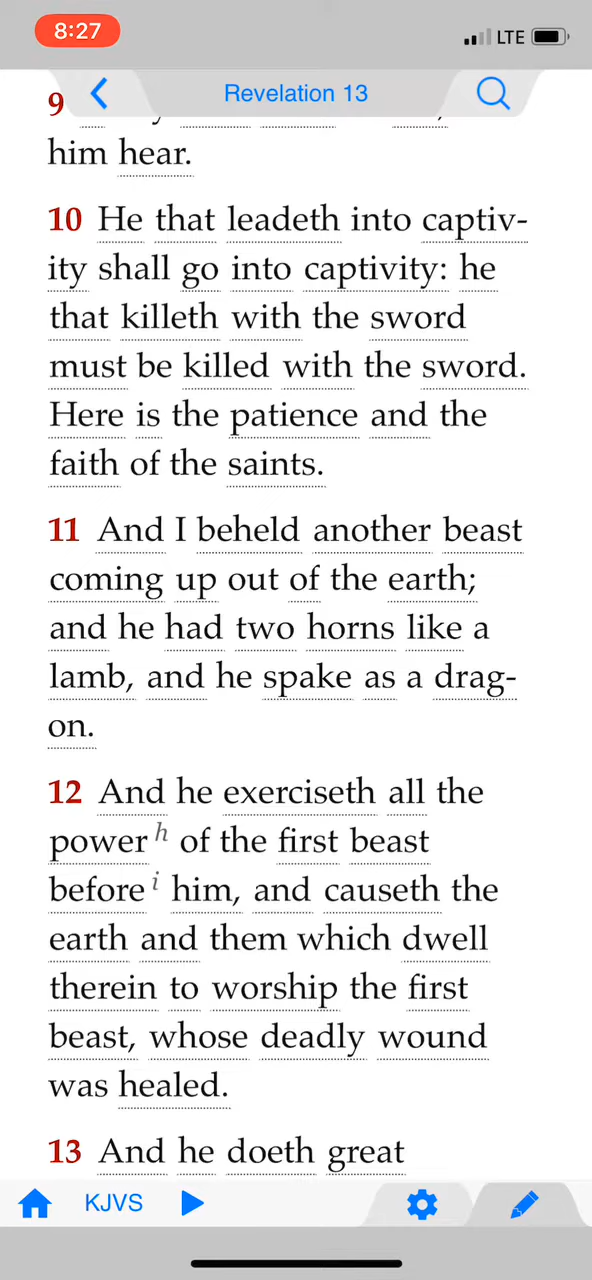 8:27
LTE
Revelation 13
9
him hear.
10 He that leadeth into captiv-
ity shall go into captivity: he
that killeth with the sword
must be killed with the sword.
Here is the patience and the
faith of the saints.
11 And I beheld another beast
coming up out of the earth;
and he had two horns like a
lamb, and he spake as a drag-
on.
12 And he exerciseth all the
power h of the first beast
before i him, and causeth the
earth and them which dwell
therein to worship the first
beast, whose deadly wound
was healed.
13 And he doeth great
KJVS